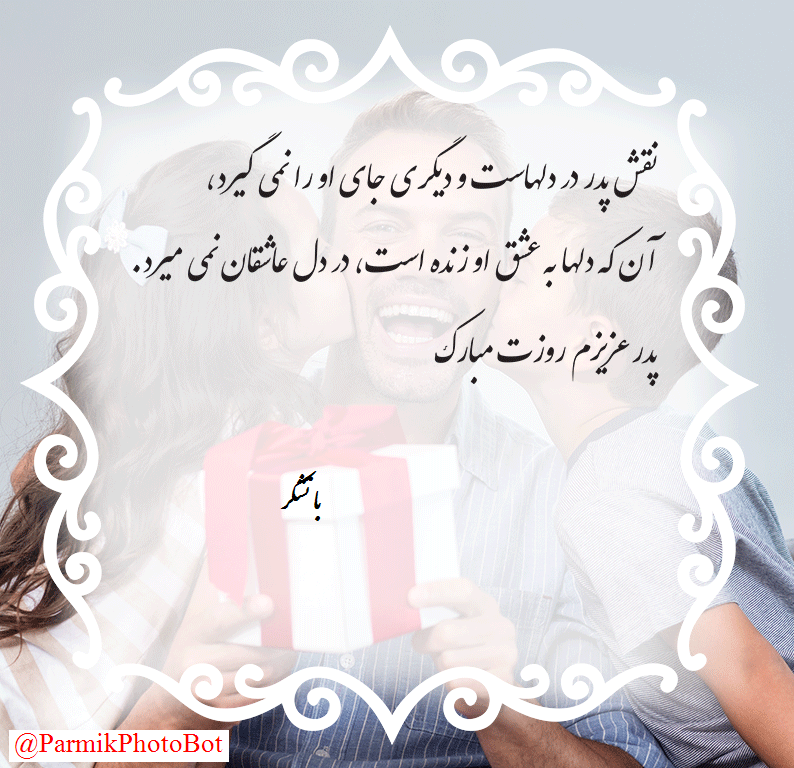 نقش پدر در دلهاست و دیگری جای او را نمی گیرد،
آن که دلها به عشق او زنده است، در دل عاشقان نمی میرد.
پدر عزیزم روزت مبارک
با تشکر
@ParmikPhotoBot